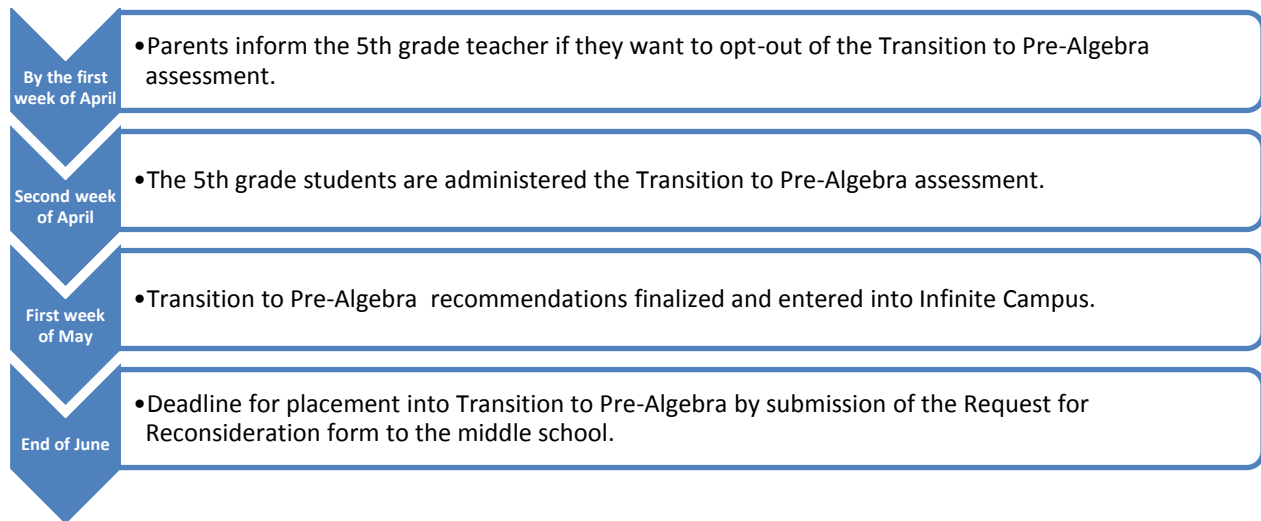 By the first
week of April
•Parents inform the 5th grade teacher if they want to opt-out of the Transition to Pre-Algebra
assessment.
Second week
of April
•The 5th grade students are administered the Transition to Pre-Algebra assessment.
First week
of May
•Transition to Pre-Algebra  recommendations finalized and entered into Infinite Campus.
End of June
•Deadline for placement into Transition to Pre-Algebra by submission of the Request for
Reconsideration form to the middle school.